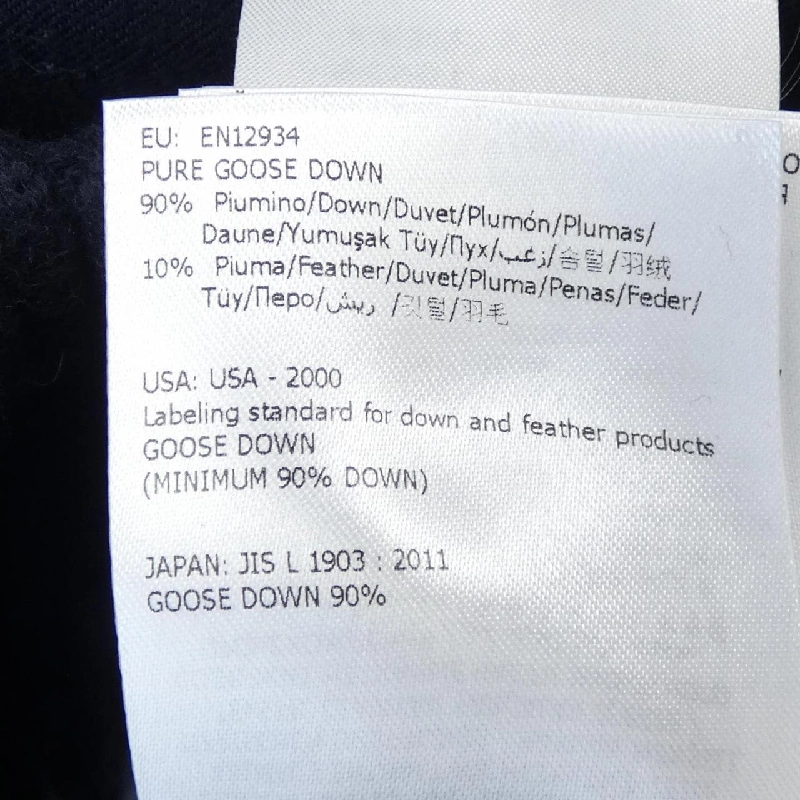 EU: EN12934
PURE GOOSE DOWN
90% Piumino/Down/Duvet/Plumón/Plumas/
Daune/Yumuşak Tüy/Пух/زغب/솜털/羽绒
10% Piuma/Feather/Duvet/Pluma/Penas/Feder/
Tüy/Перо/ريش /깃털/羽毛
USA: USA - 2000
Labeling standard for down and feather products
GOOSE DOWN
(MINIMUM 90% DOWN)
JAPAN: JIS L 1903 : 2011
GOOSE DOWN 90%